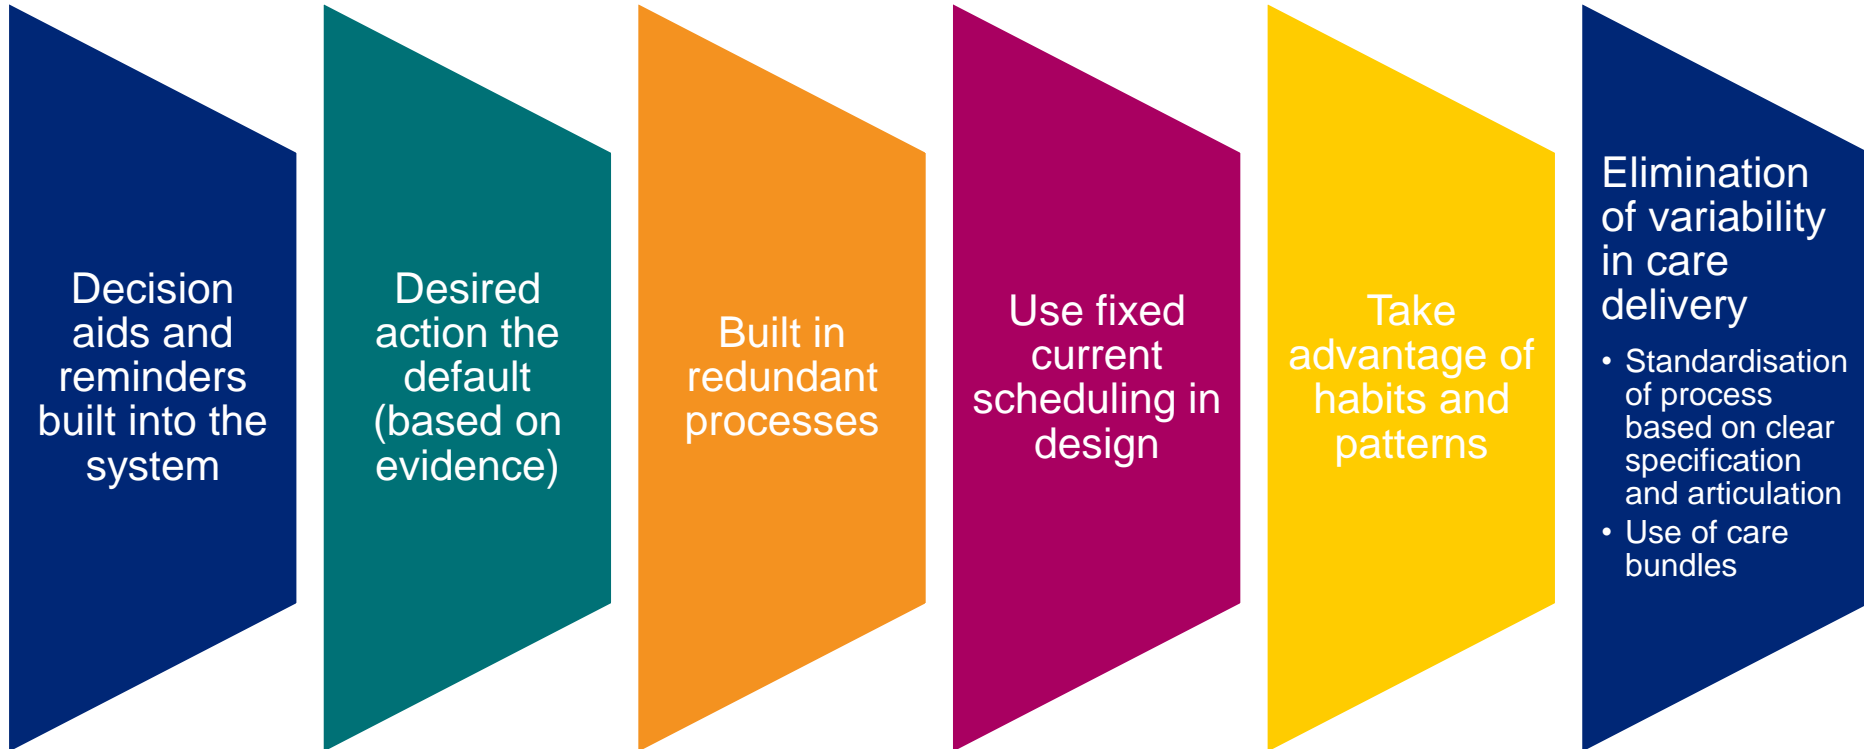 Decision
aids and
reminders
built into the
system
Desired
action the
default
(based on
evidence)
Built in
redundant
processes
Use fixed
current
scheduling in
design
Take
advantage of
habits and
patterns
Elimination
of variability
in care
delivery
• Standardisation
of process
based on clear
specification
and articulation
• Use of care
bundles